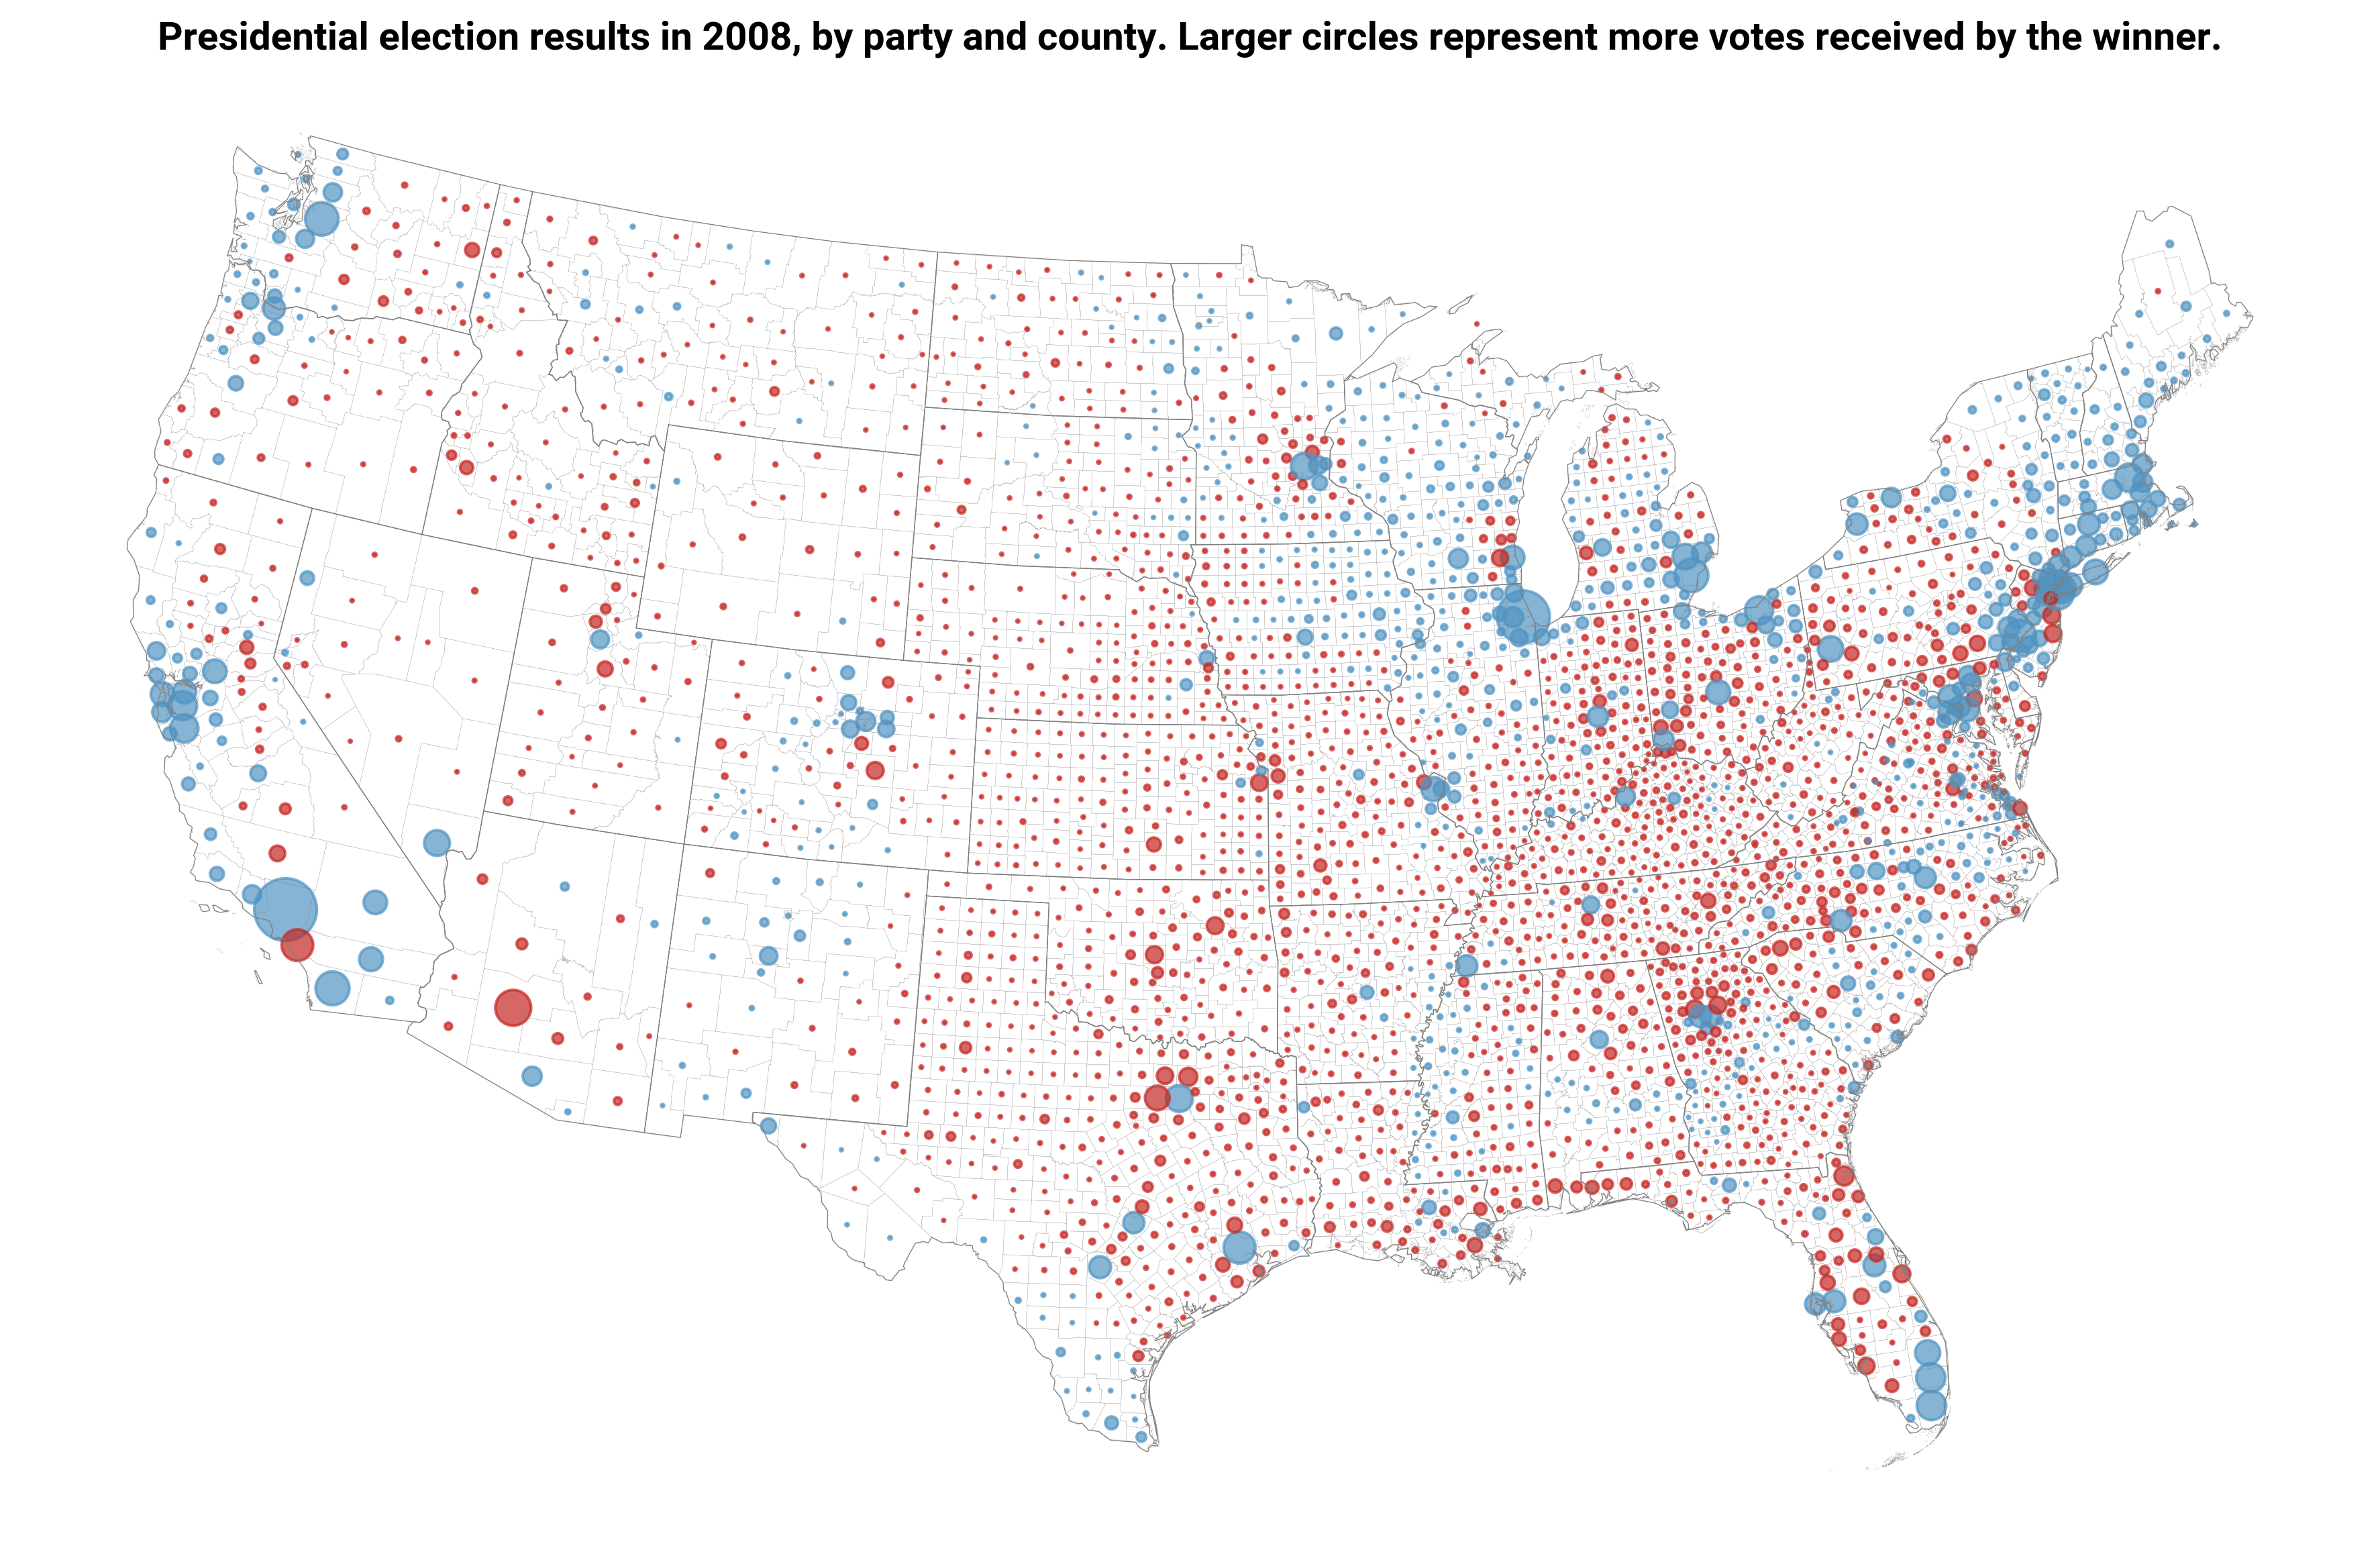 Presidential election results in 2008, by party and county. Larger circles represent more votes received by the winner.